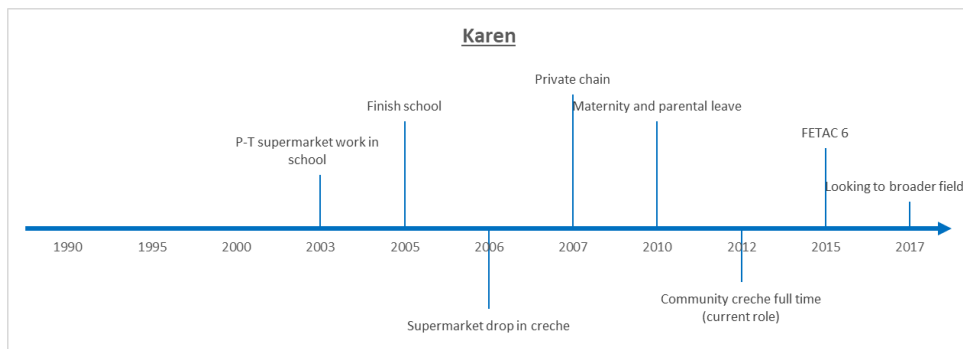 Karen
Private chain
Finish school
Maternity and parental leave
P-T supermarket work in
school
FETAC 6
Looking to broader field
1990
1995
2000
2003
2005
2006
2007
2010
2012
2015
2017
Supermarket drop in creche
Community creche full time
(current role)